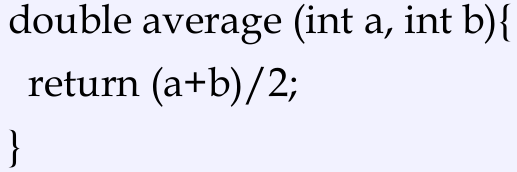 double average (int a, int b){
return (a+b)/2;
}